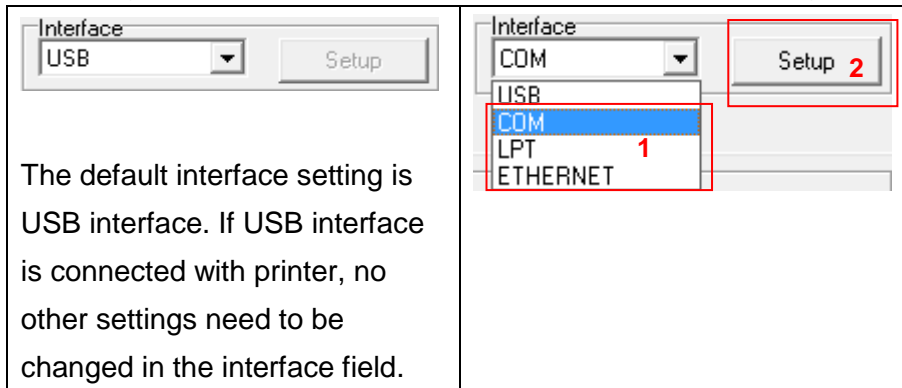 Interface
USB
Setup
The default interface setting is
USB interface. If USB interface
is connected with printer, no
other settings need to be
changed in the interface field.
Interface
COM
Setup 2
USB
COM
LPT 1
ETHERNET